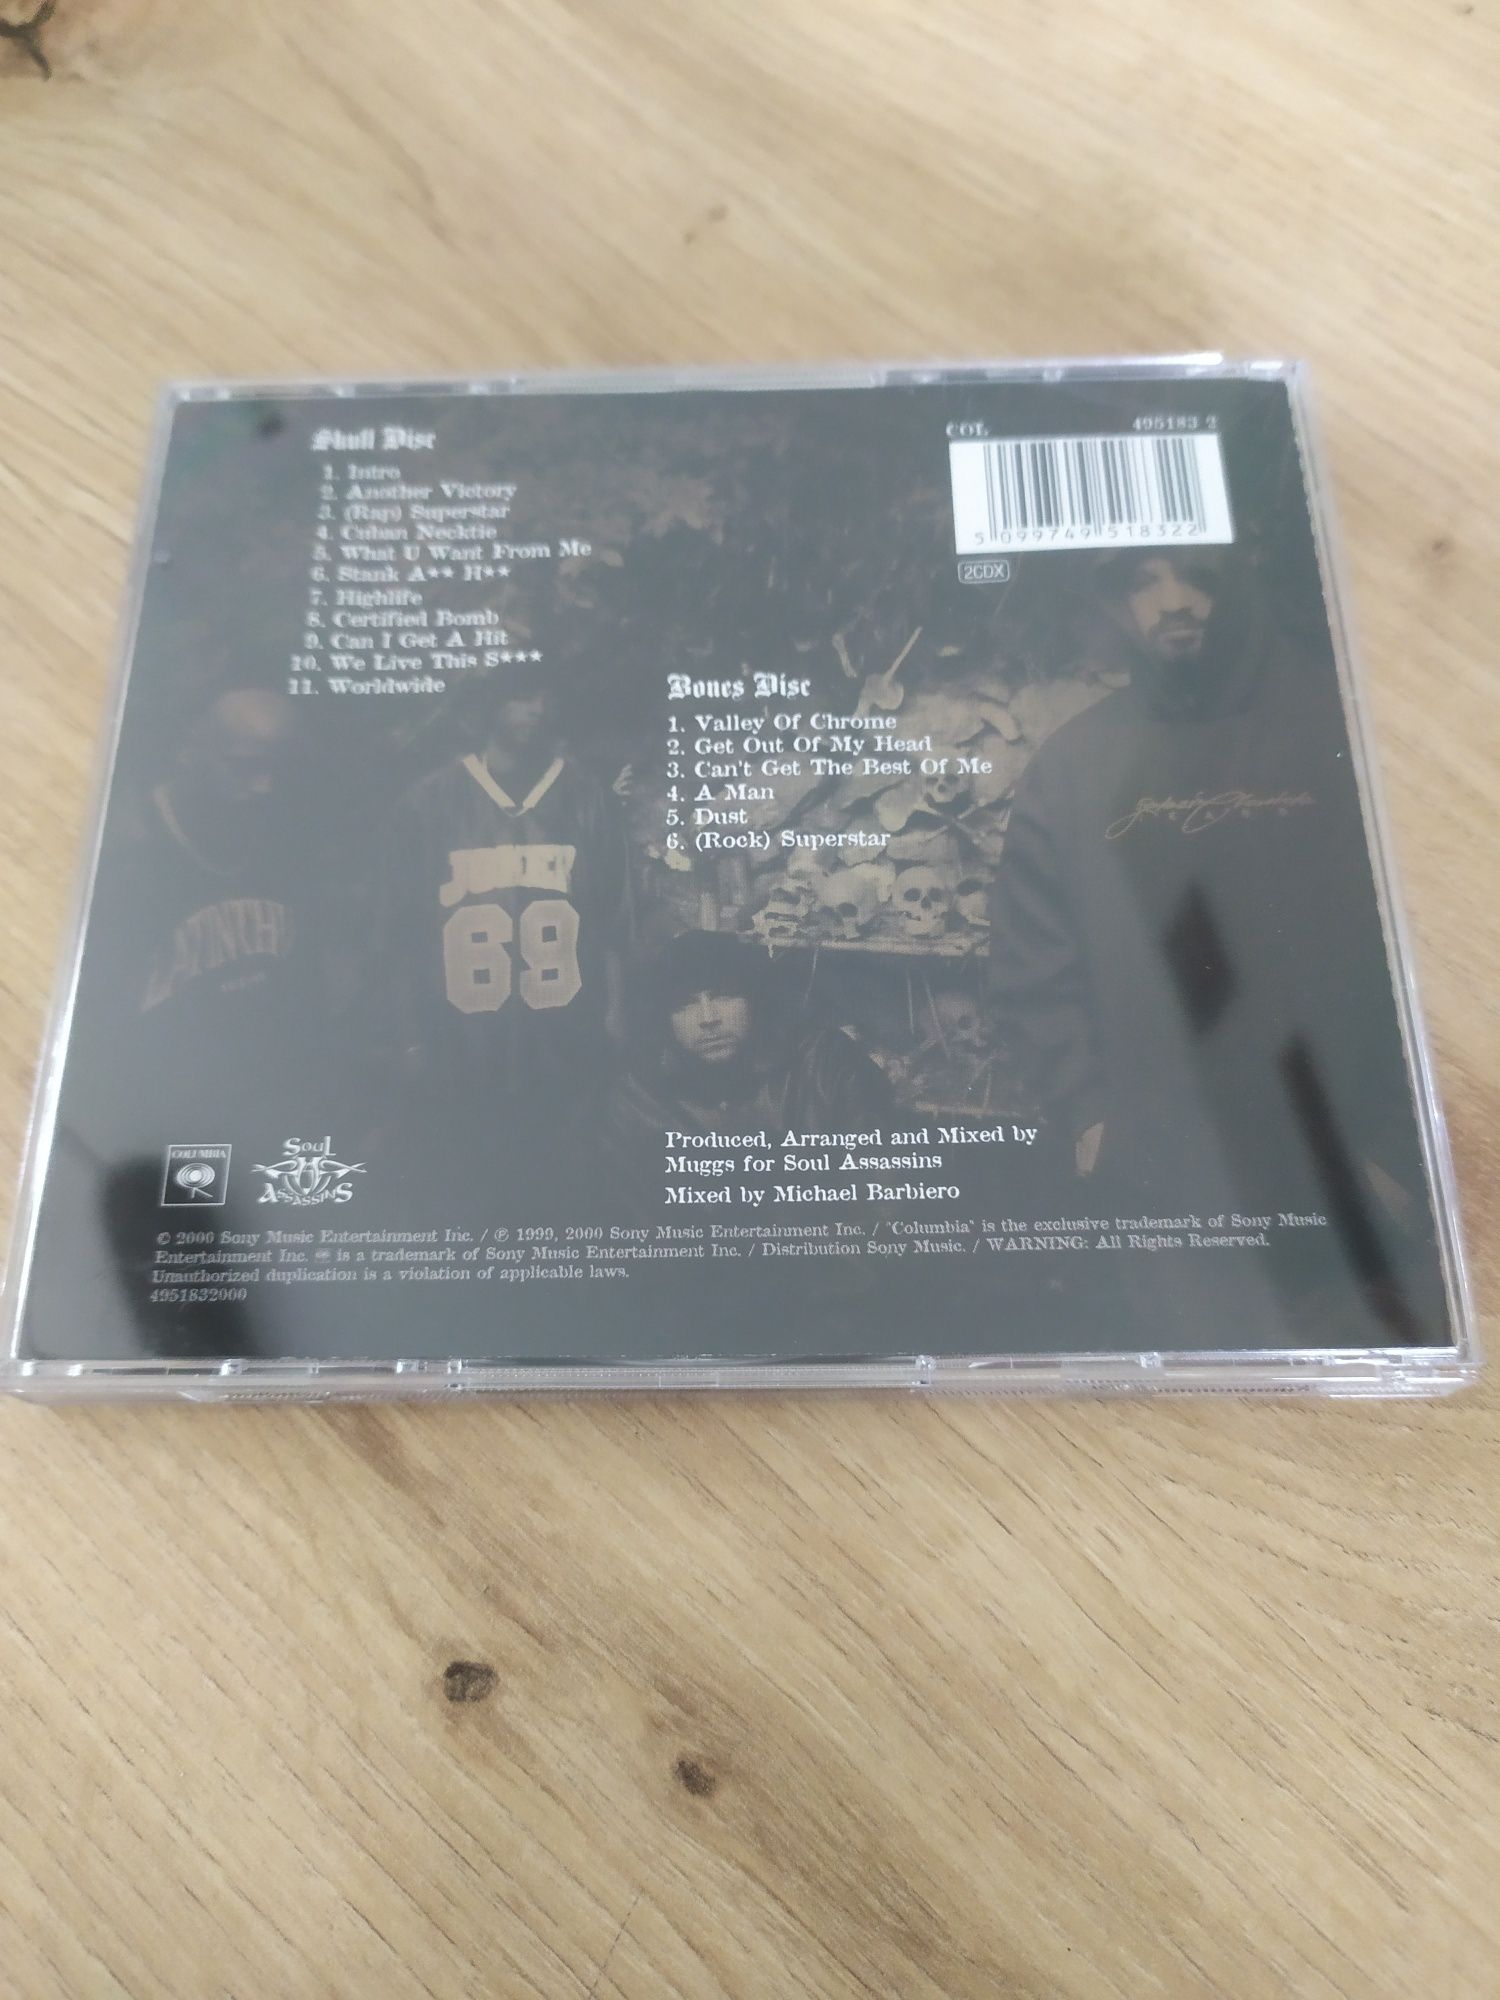 Skull Disc
1. Intro
2. Another Victory
3. (Rap) Superstar
4. Cuban Necktie
5. What U Want From Me
6. Stank A** H**
7. Highlife
8. Certified Bomb
9. Can I Get A Hit
10. We Live This S***
11. Worldwide
COL 495183 2
5 099749 518322
2CDX
Bones Disc
1. Valley Of Chrome
2. Get Out Of My Head
3. Can't Get The Best Of Me
4. A Man
5. Dust
6. (Rock) Superstar
69
COLUMBIA
SOUL
ASSASSINS
Produced, Arranged and Mixed by
Muggs for Soul Assassins
Mixed by Michael Barbiero
© 2000 Sony Music Entertainment Inc. / ℗ 1999, 2000 Sony Music Entertainment Inc. / "Columbia" is the exclusive trademark of Sony Music
Entertainment Inc. is a trademark of Sony Music Entertainment Inc. / Distribution Sony Music. / WARNING: All Rights Reserved.
Unauthorized duplication is a violation of applicable laws.
4951832000